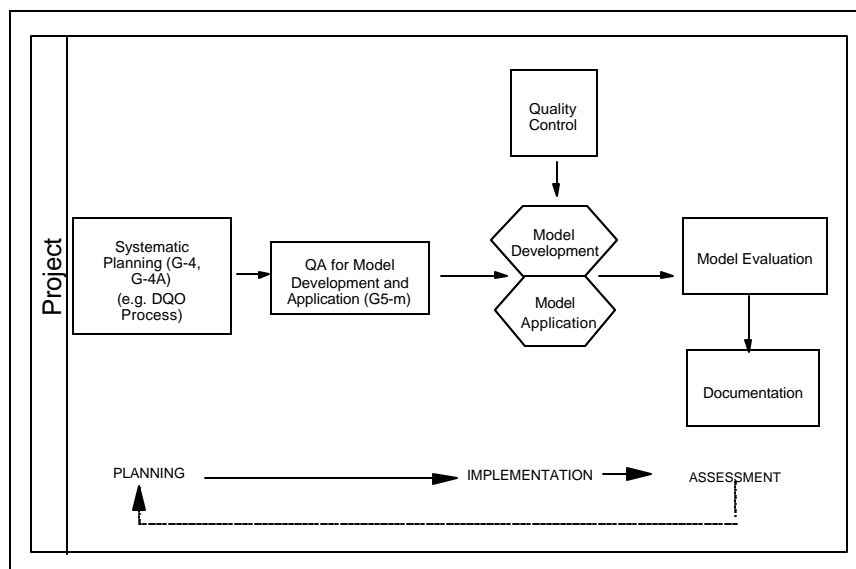 Project
Quality
Control
Systematic
Planning (G-4,
G-4A)
(e.g. DQO
Process)
QA for Model
Development and
Application (G5-m)
Model
Development
Model
Application
Model Evaluation
Documentation
PLANNING
IMPLEMENTATION
ASSESSMENT